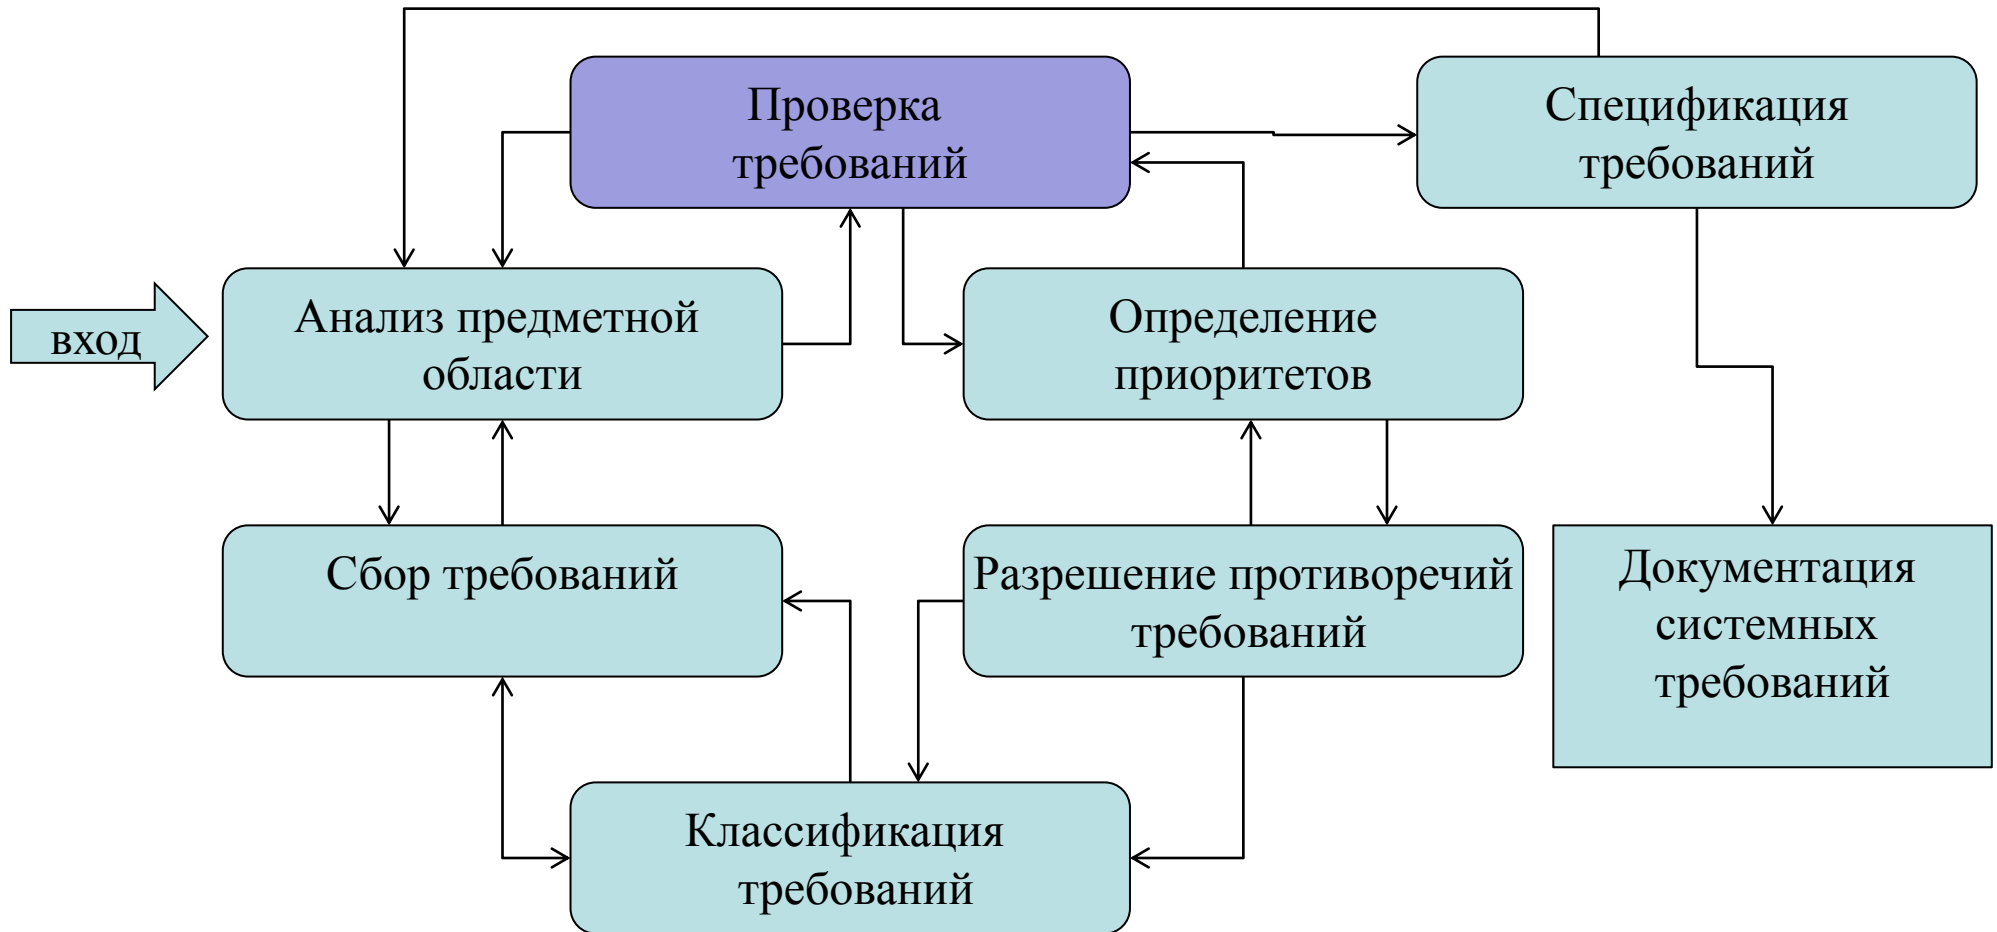 Проверка
требований
Спецификация
требований
вход
Анализ предметной
области
Определение
приоритетов
Сбор требований
Разрешение противоречий
требований
Документация
системных
требований
Классификация
требований